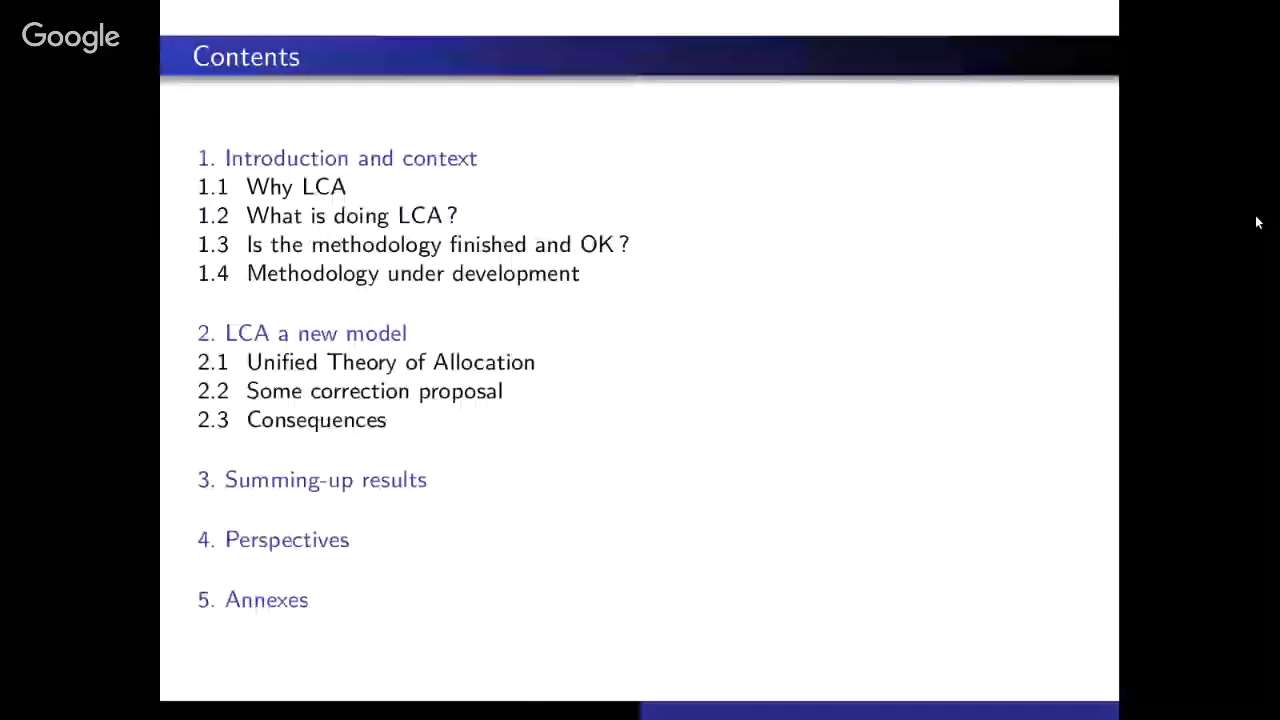 Google
Contents
1. Introduction and context
1.1 Why LCA
1.2 What is doing LCA ?
1.3 Is the methodology finished and OK ?
1.4 Methodology under development
2. LCA a new model
2.1 Unified Theory of Allocation
2.2 Some correction proposal
2.3 Consequences
3. Summing-up results
4. Perspectives
5. Annexes